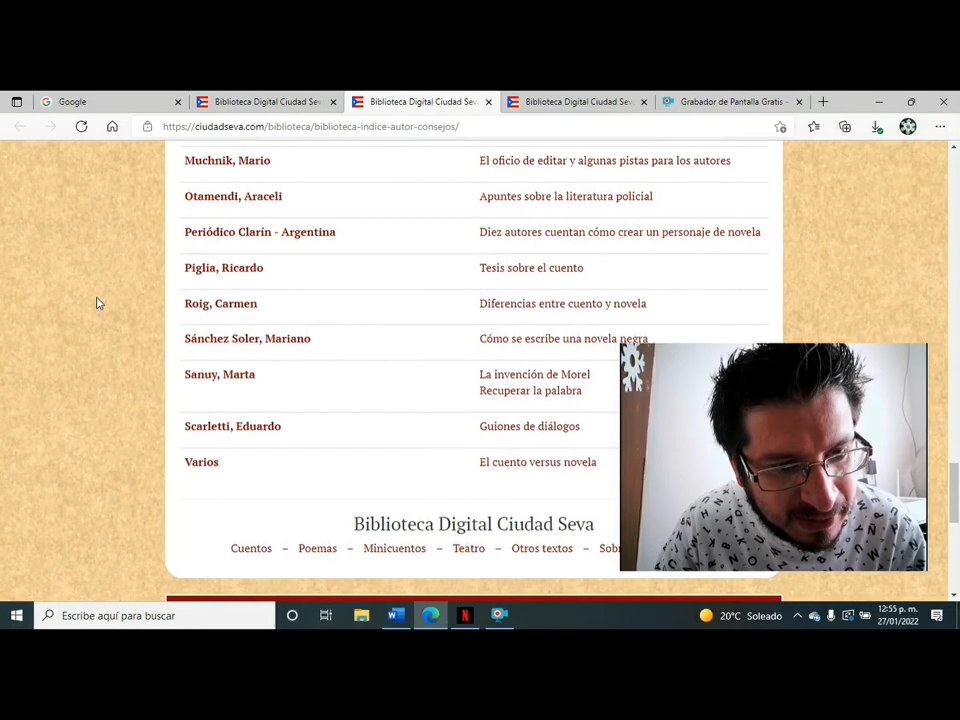 Google
Biblioteca Digital Ciudad Sev
Biblioteca Digital Ciudad Sev
Biblioteca Digital Ciudad Sev
Grabador de Pantalla Gratis –
https://ciudadseva.com/biblioteca/biblioteca-indice-autor-consejos/
Muchnik, Mario El oficio de editar y algunas pistas para los autores
Otamendi, Araceli Apuntes sobre la literatura policial
Periódico Clarín - Argentina Diez autores cuentan cómo crear un personaje de novela
Piglia, Ricardo Tesis sobre el cuento
Roig, Carmen Diferencias entre cuento y novela
Sánchez Soler, Mariano Cómo se escribe una novela negra
Sanuy, Marta La invención de Morel
Recuperar la palabra
Scarletti, Eduardo Guiones de diálogos
Varios El cuento versus novela
Biblioteca Digital Ciudad Seva
Cuentos – Poemas – Minicuentos – Teatro – Otros textos – Sob
Escribe aquí para buscar
20°C Soleado
12:55 p. m.
27/01/2022